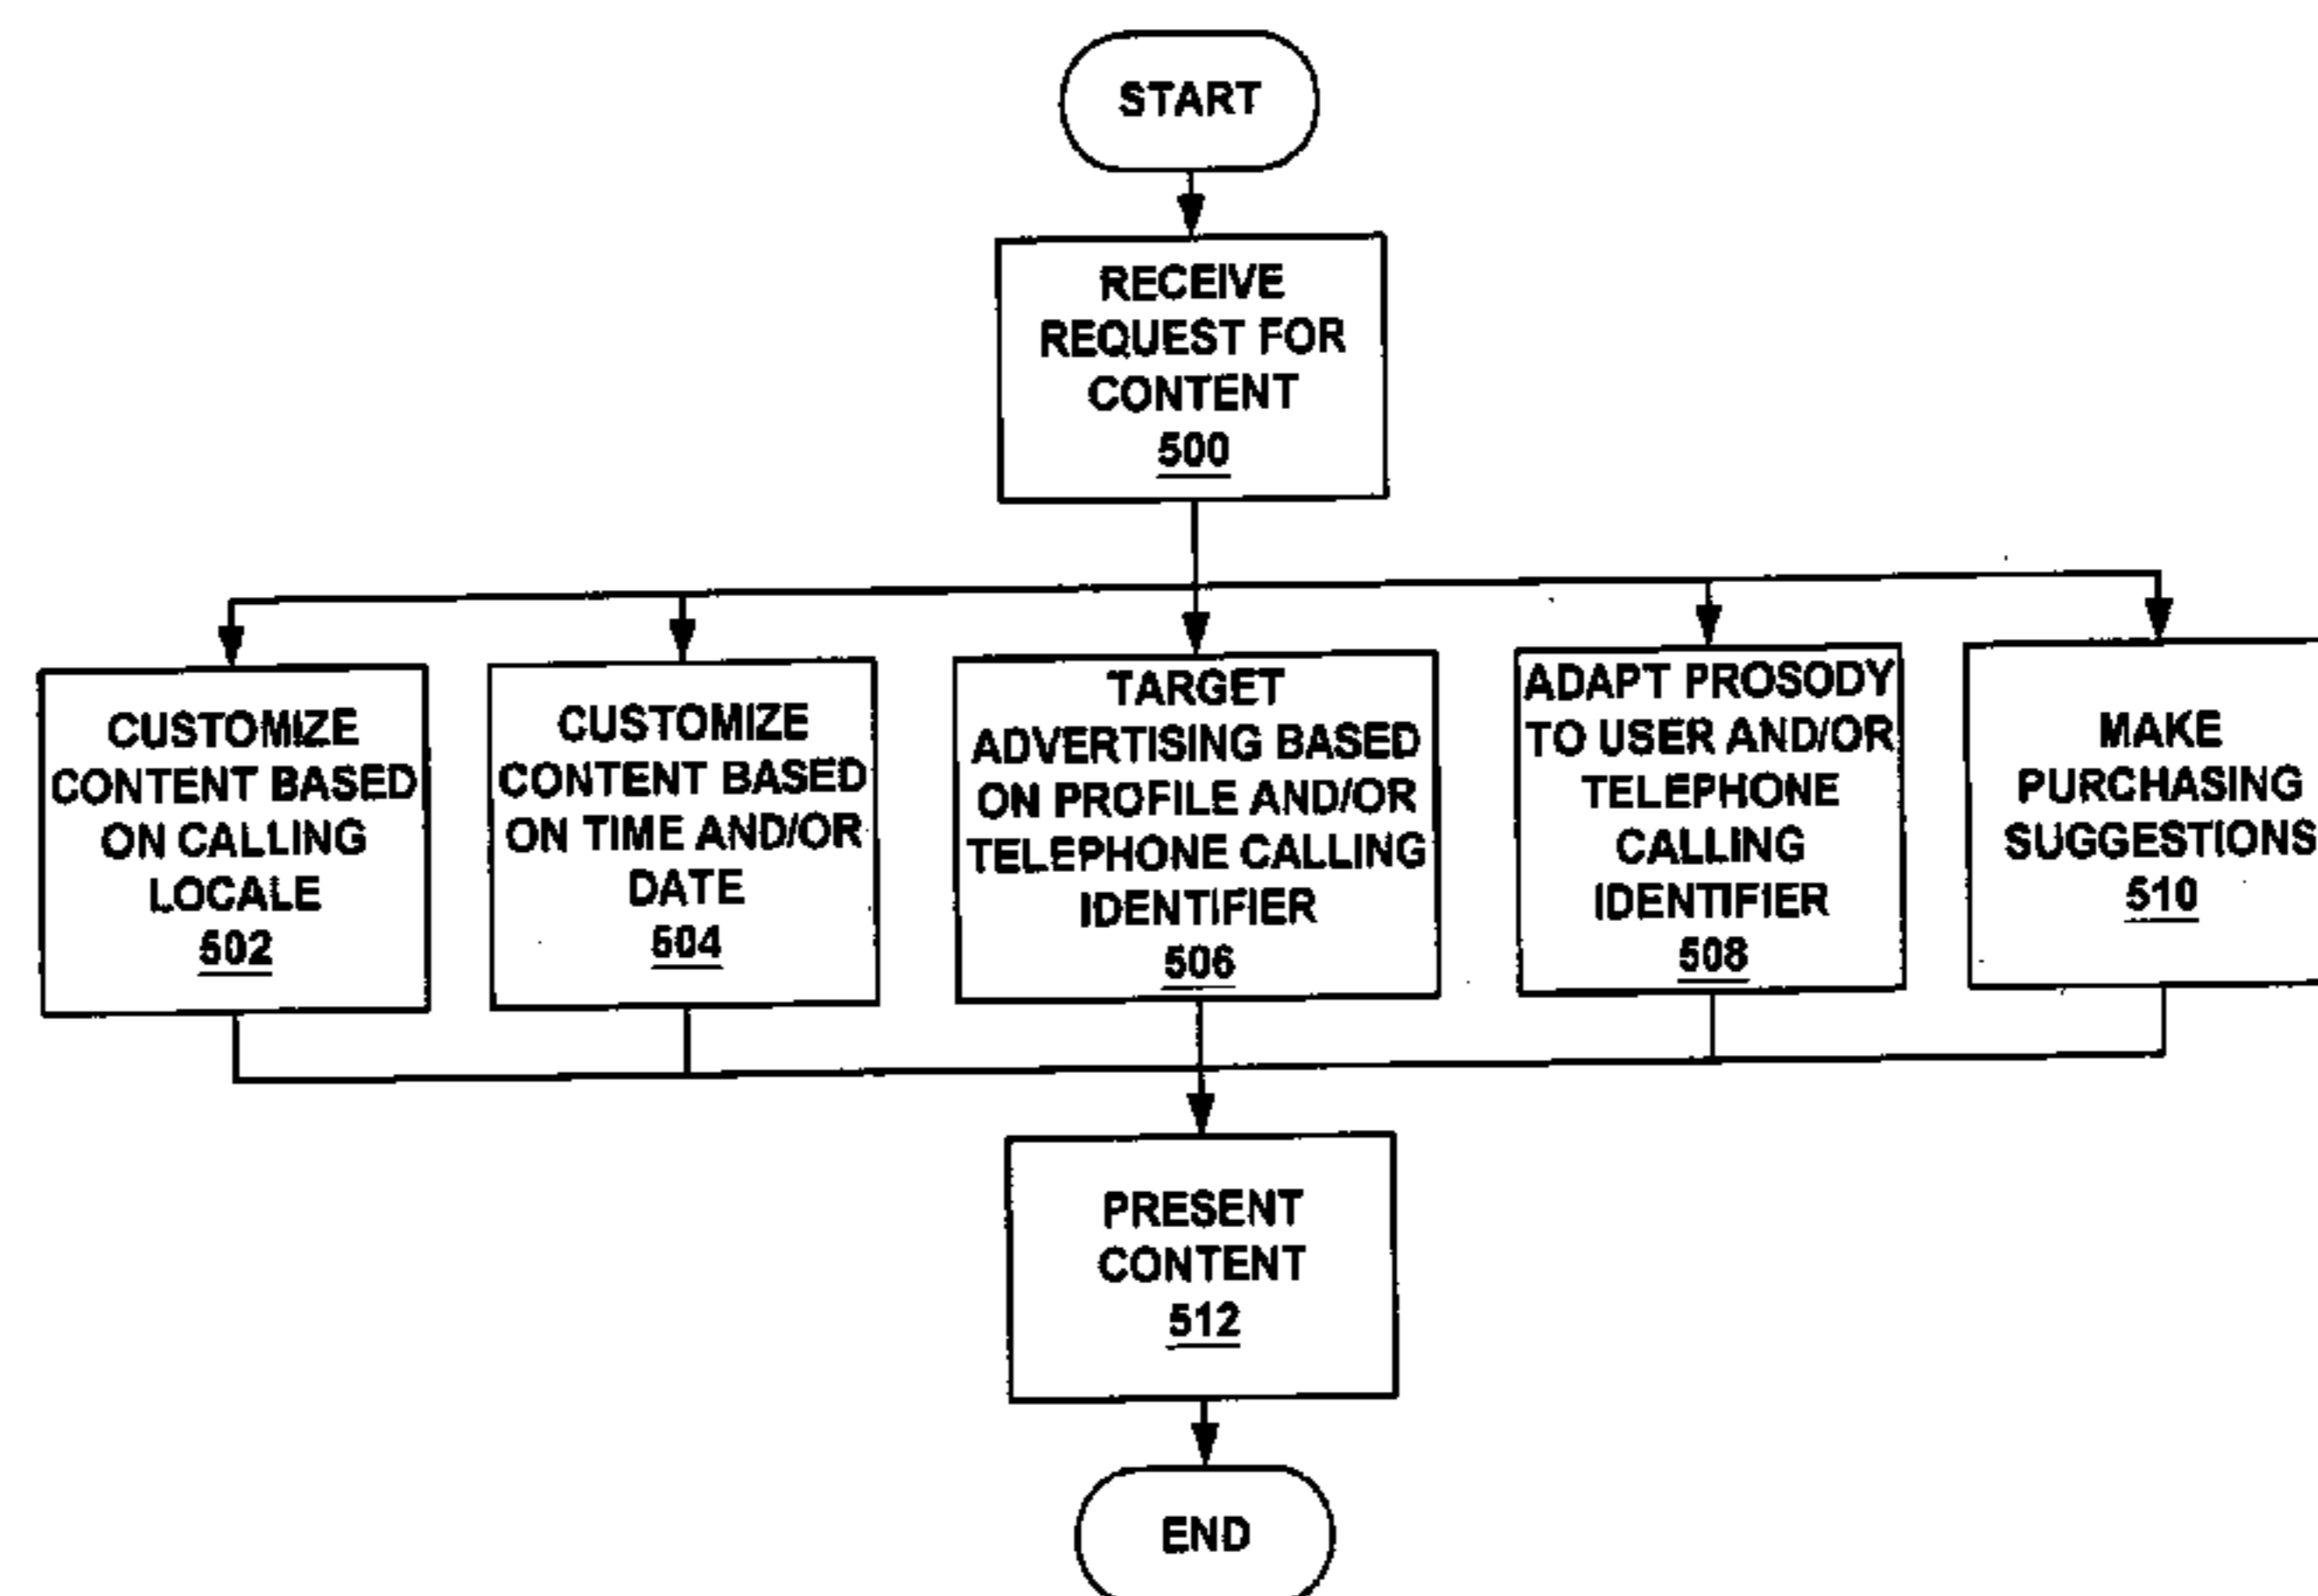 START
RECEIVE
REQUEST FOR
CONTENT
500
CUSTOMIZE
CONTENT BASED
ON CALLING
LOCALE
502
CUSTOMIZE
CONTENT BASED
ON TIME AND/OR
DATE
504
TARGET
ADVERTISING BASED
ON PROFILE AND/OR
TELEPHONE CALLING
IDENTIFIER
506
ADAPT PROSODY
TO USER AND/OR
TELEPHONE
CALLING
IDENTIFIER
508
MAKE
PURCHASING
SUGGESTIONS
510
PRESENT
CONTENT
512
END